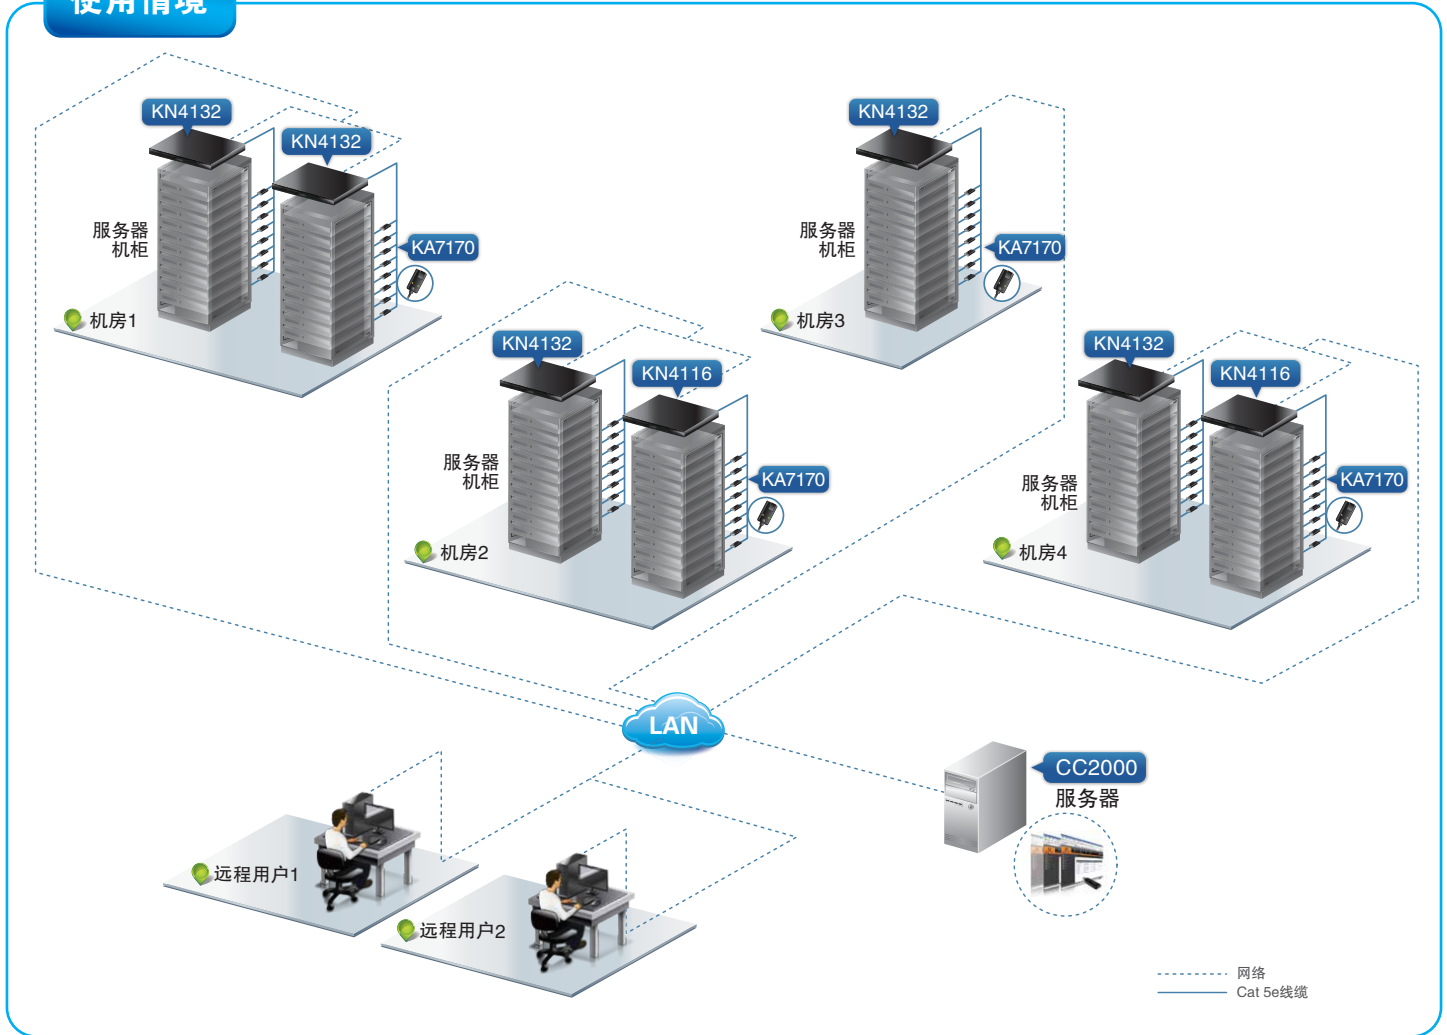 使用情境
KN4132
KN4132
服务器
机柜
KA7170
机房1
KN4132
服务器
机柜
KA7170
机房3
KN4132
KN4116
服务器
机柜
KA7170
机房2
KN4132
KN4116
服务器
机柜
KA7170
机房4
LAN
CC2000
服务器
远程用户1
远程用户2
网络
Cat 5e线缆